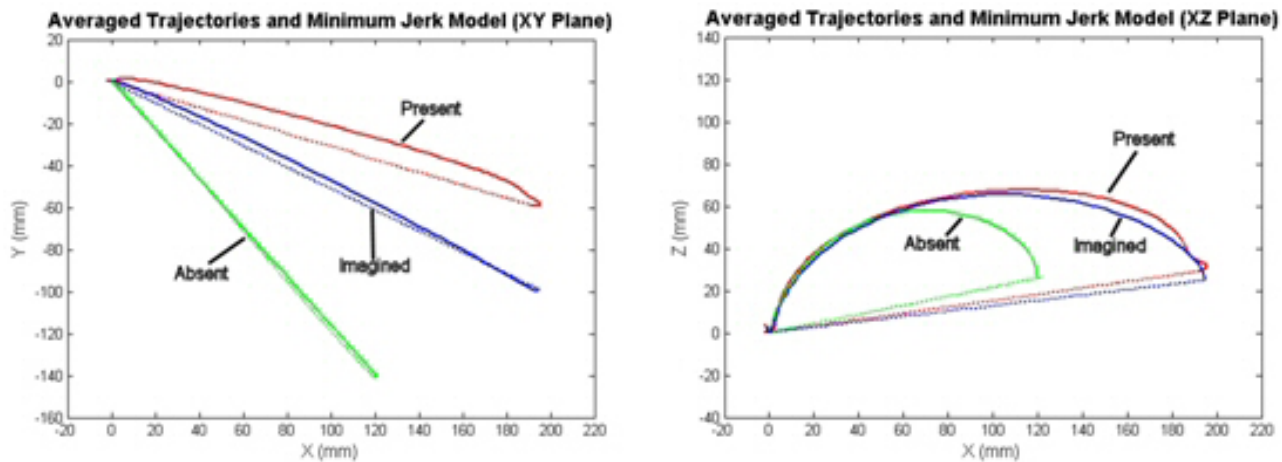 Averaged Trajectories and Minimum Jerk Model (XY Plane)
20
0
-20
-40
-60
-80
-100
-120
-140
-160
Y (mm)
Present
Absent
Imagined
-20 0 20 40 60 80 100 120 140 160 180 200 220
X (mm)
Averaged Trajectories and Minimum Jerk Model (XZ Plane)
140
120
100
80
60
40
20
0
-20
-40
Z (mm)
Present
Absent
Imagined
-20 0 20 40 60 80 100 120 140 160 180 200 220
X (mm)